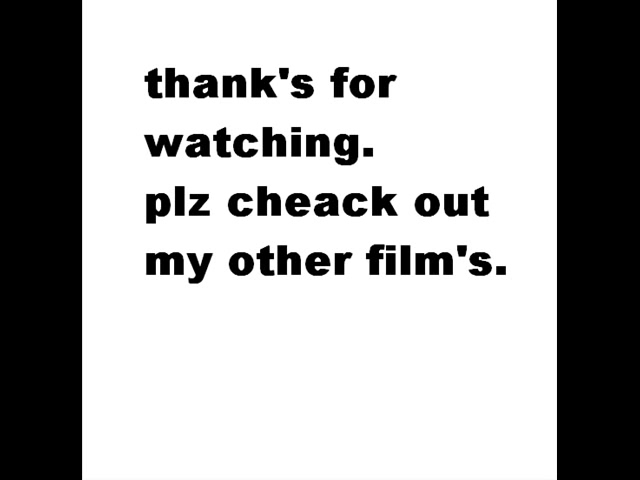 thank's for
watching.
plz cheack out
my other film's.